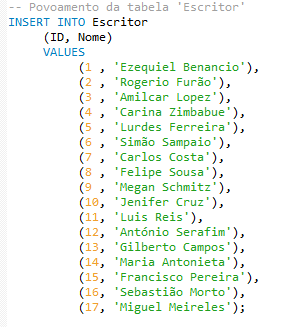 -- Povoamento da tabela 'Escritor'
INSERT INTO Escritor
(ID, Nome)
VALUES
(1 , 'Ezequiel Benancio'),
(2 , 'Rogerio Furão'),
(3 , 'Amilcar Lopez'),
(4 , 'Carina Zimbabue'),
(5 , 'Lurdes Ferreira'),
(6 , 'Simão Sampaio'),
(7 , 'Carlos Costa'),
(8 , 'Felipe Sousa'),
(9 , 'Megan Schmitz'),
(10, 'Jenifer Cruz'),
(11, 'Luis Reis'),
(12, 'António Serafim'),
(13, 'Gilberto Campos'),
(14, 'Maria Antonieta'),
(15, 'Francisco Pereira'),
(16, 'Sebastião Morto'),
(17, 'Miguel Meireles');